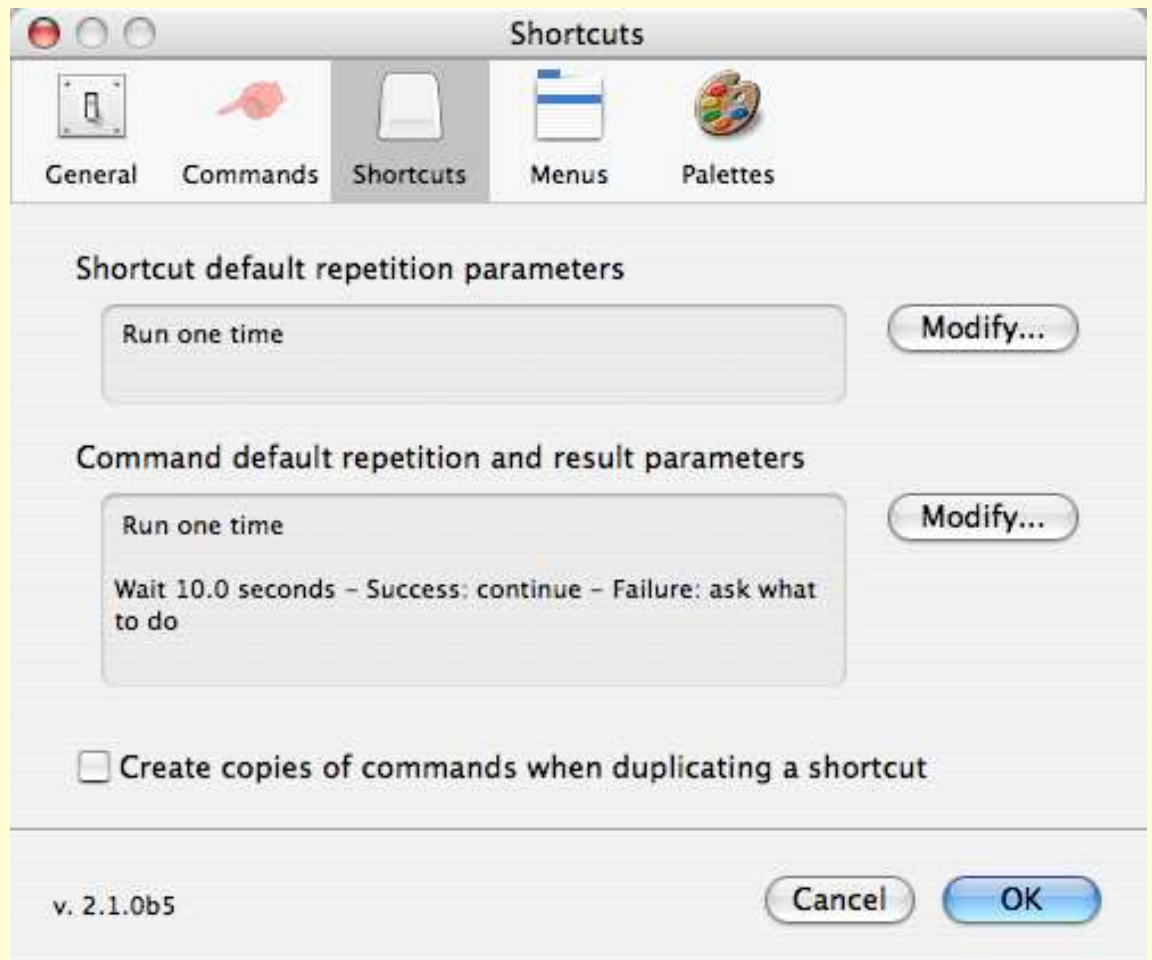 Shortcuts
General
Commands
Shortcuts
Menus
Palettes
Shortcut default repetition parameters
Run one time
Modify...
Command default repetition and result parameters
Run one time
Modify...
Wait 10.0 seconds – Success: continue – Failure: ask what
to do
Create copies of commands when duplicating a shortcut
v. 2.1.0b5
Cancel
OK